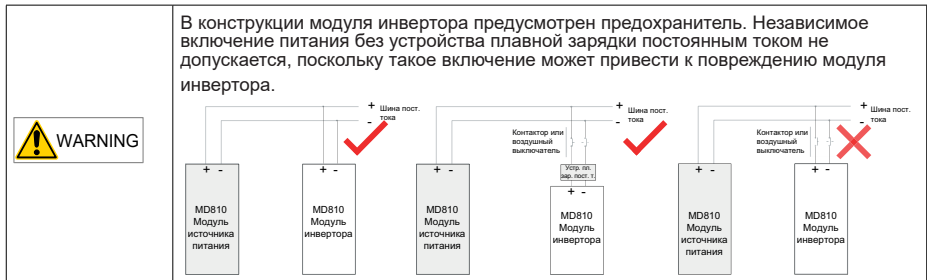 WARNING
В конструкции модуля инвертора предусмотрен предохранитель. Независимое
включение питания без устройства плавной зарядки постоянным током не
допускается, поскольку такое включение может привести к повреждению модуля
инвертора.
+ Шина пост.
- тока
+ -
MD810
Модуль
источника
питания
+ -
MD810
Модуль
инвертора
+ Шина пост.
- тока
Контактор или
воздушный
выключатель
Устр. пл.
зар. пост. т.
+ -
MD810
Модуль
источника
питания
+ -
MD810
Модуль
инвертора
+ Шина пост.
- тока
Контактор или
воздушный
выключатель
+ -
MD810
Модуль
источника
питания
+ -
MD810
Модуль
инвертора